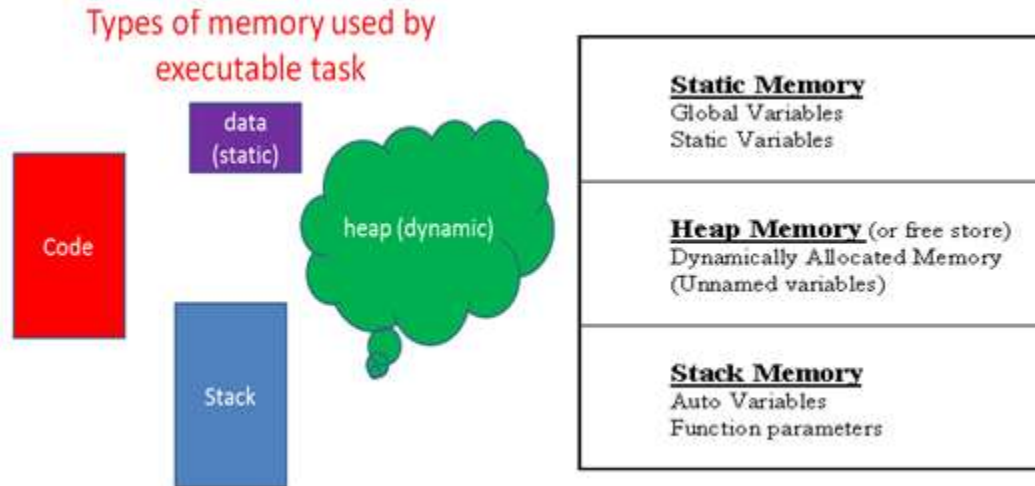 Types of memory used by
executable task
data
(static)
Code
heap (dynamic)
Stack
Static Memory
Global Variables
Static Variables
Heap Memory (or free store)
Dynamically Allocated Memory
(Unnamed variables)
Stack Memory
Auto Variables
Function parameters